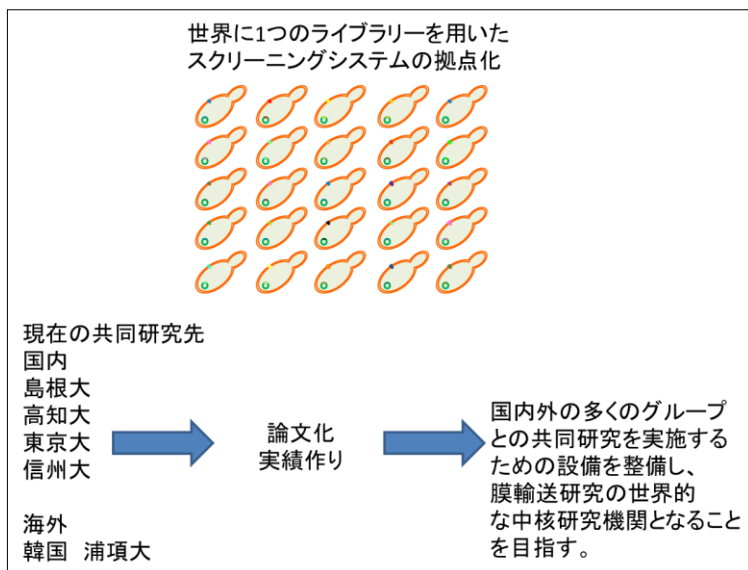 世界に1つのライブラリーを用いた
スクリーニングシステムの拠点化
現在の共同研究先
国内
島根大
高知大
東京大
信州大
海外
韓国 浦項大
論文化
実績作り
国内外の多くのグループ
との共同研究を実施する
ための設備を整備し、
膜輸送研究の世界的
な中核研究機関となること
を目指す。